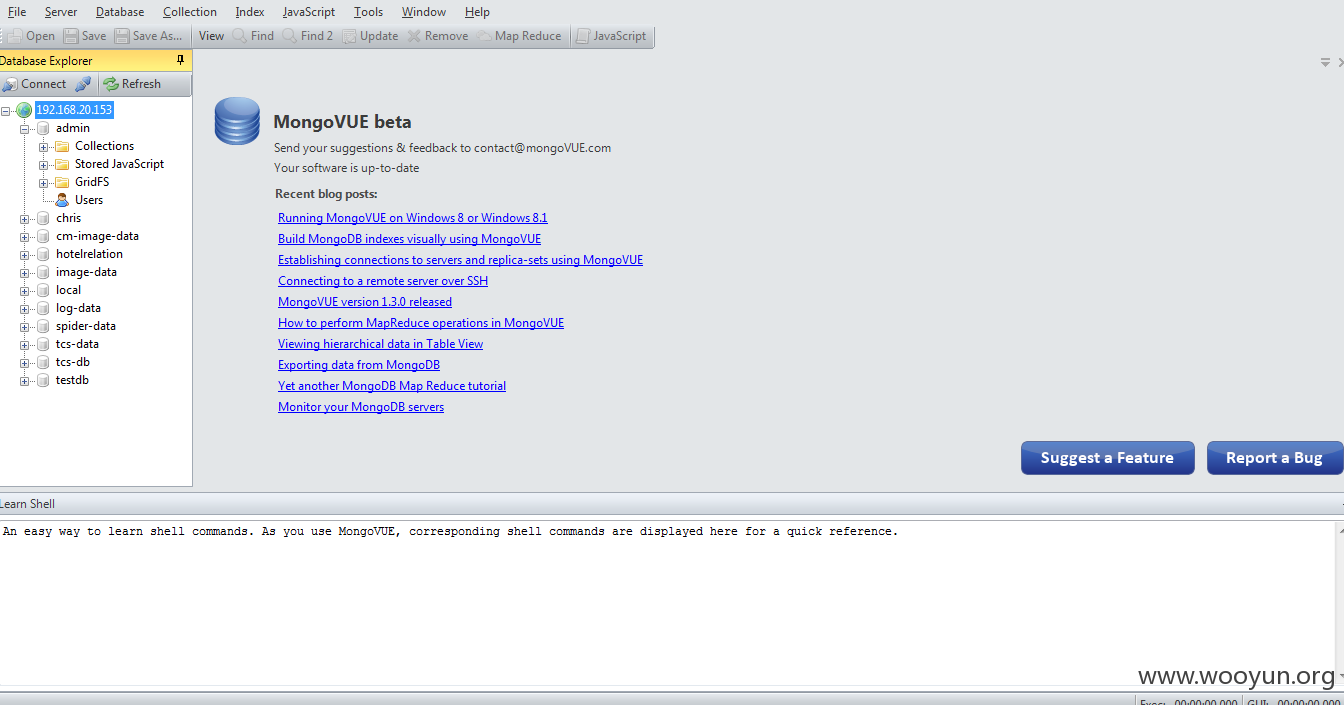 File Server Database Collection Index JavaScript Tools Window Help
Open Save Save As... View Find Find 2 Update Remove Map Reduce JavaScript
Database Explorer
Connect Refresh
192.168.20.153
admin
Collections
Stored JavaScript
GridFS
Users
chris
cm-image-data
hotelrelation
image-data
local
log-data
spider-data
tcs-data
tcs-db
testdb
MongoVUE beta
Send your suggestions & feedback to contact@mongoVUE.com
Your software is up-to-date
Recent blog posts:
Running MongoVUE on Windows 8 or Windows 8.1
Build MongoDB indexes visually using MongoVUE
Establishing connections to servers and replica-sets using MongoVUE
Connecting to a remote server over SSH
MongoVUE version 1.3.0 released
How to perform MapReduce operations in MongoVUE
Viewing hierarchical data in Table View
Exporting data from MongoDB
Yet another MongoDB Map Reduce tutorial
Monitor your MongoDB servers
Suggest a Feature Report a Bug
Learn Shell
An easy way to learn shell commands. As you use MongoVUE, corresponding shell commands are displayed here for a quick reference.
www.wooyun.org
Exec: 00:00:00.000 GUI: 00:00:00.000